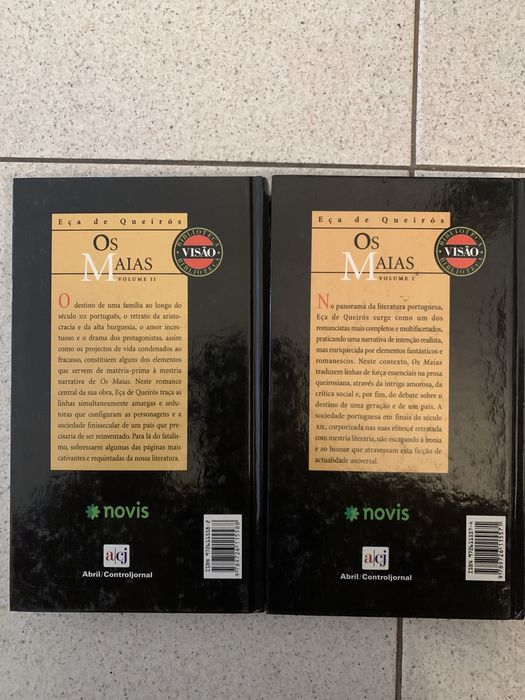 Eça de Queirós
OS
MAIAS
VOLUME II
BIBLIOTECA
VISÃO
BIBLIOTECA
O destino de uma família ao longo do
século XIX português, o retrato da aristo-
cracia e da alta burguesia, o amor inces-
tuoso e o drama dos protagonistas, assim
como os projectos de vida condenados ao
fracasso, constituem alguns dos elementos
que servem de matéria-prima à mestria
narrativa de Os Maias. Neste romance
central da sua obra, Eça de Queirós traça as
linhas simultaneamente amargas e sedu-
toras que configuram as personagens e a
sociedade finissecular de um país que pre-
cisaria de ser reinventado. Para lá do fatalis-
mo, sobressaem algumas das páginas mais
cativantes e requintadas da nossa literatura.
novis
a|cj
Abril/Controljornal
Eça de Queirós
OS
MAIAS
VOLUME I
BIBLIOTECA
VISÃO
BIBLIOTECA
No panorama da literatura portuguesa,
Eça de Queirós surge como um dos
romancistas mais completos e multifacetados,
praticando uma narrativa de intenção realista,
mas enriquecida por elementos fantásticos e
romanescos. Neste contexto, Os Maias
traduzem linhas de força essenciais na prosa
queirosiana, através da intriga amorosa, da
crítica social e, por fim, do debate sobre o
destino de uma geração e de um país. A
sociedade portuguesa em finais do século
XIX, corporizada nas suas elites, é retratada
com mestria literária, não escapando à ironia
e ao humor que atravessam esta ficção de
actualidade universal.
novis
a|cj
Abril/Controljornal